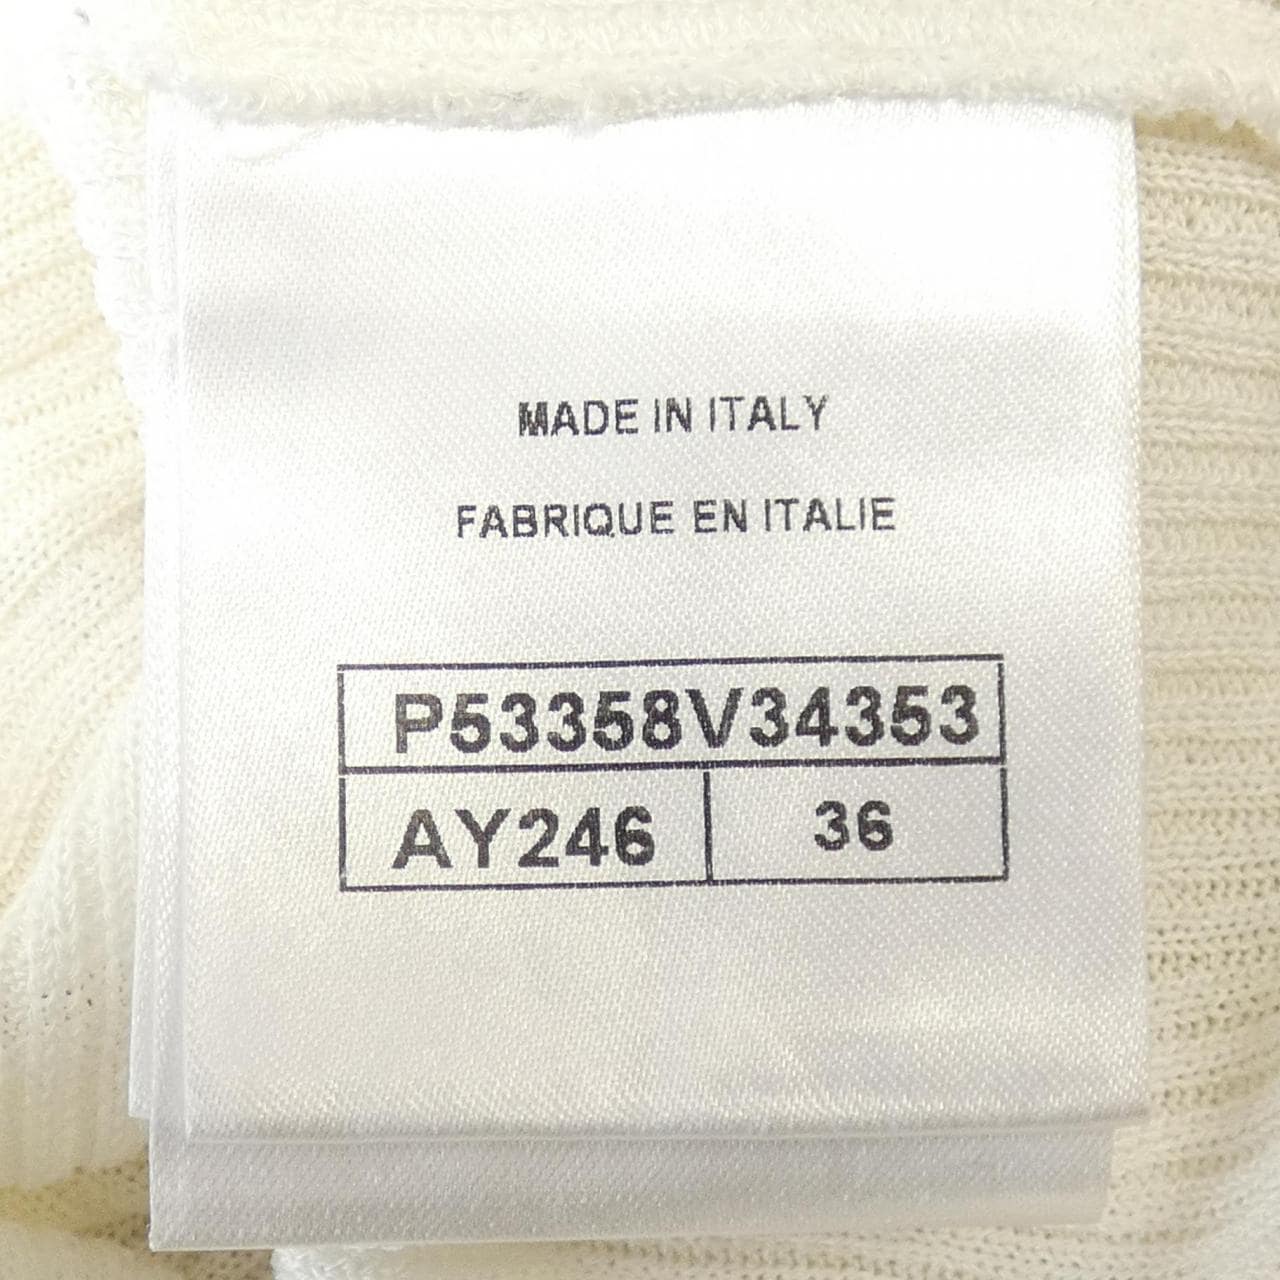 MADE IN ITALY
FABRIQUE EN ITALIE
P53358V34353
AY246 36